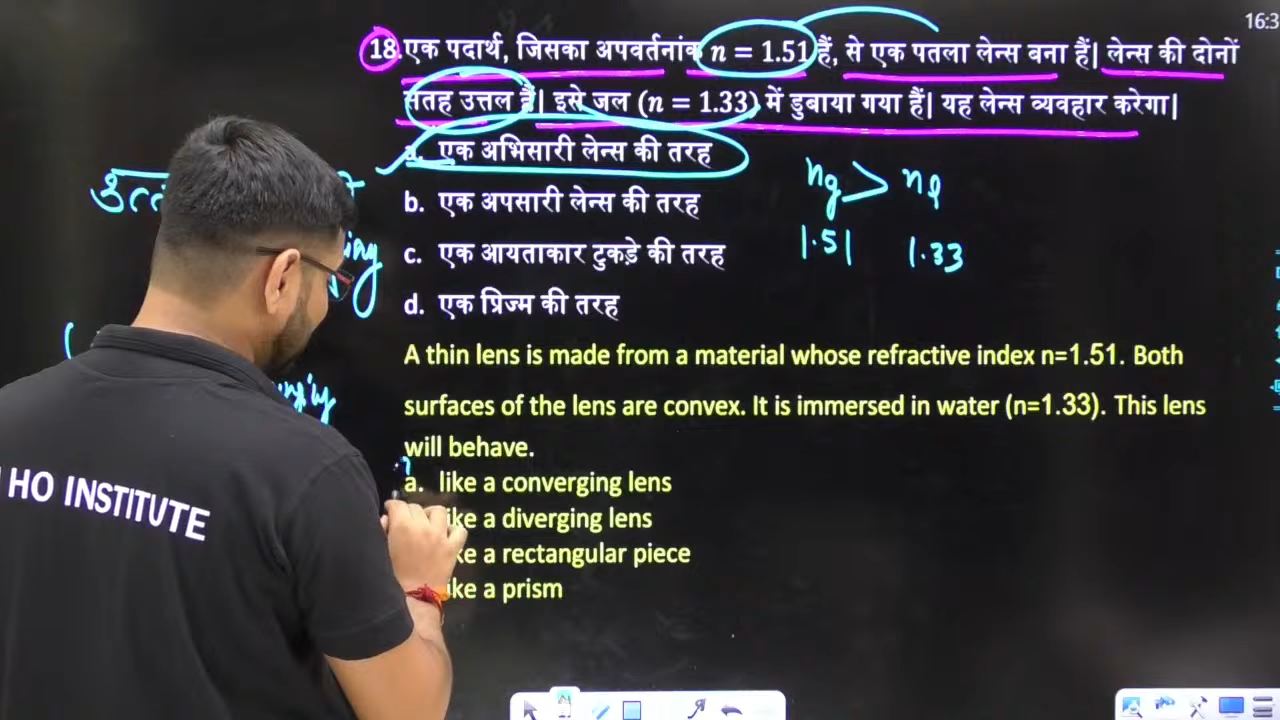 16:3
18. एक पदार्थ, जिसका अपवर्तनांक n = 1.51 हैं, से एक पतला लेन्स बना हैं| लेन्स की दोनों
सतह उत्तल हैं| इसे जल (n = 1.33) में डुबाया गया हैं| यह लेन्स व्यवहार करेगा|
a. एक अभिसारी लेन्स की तरह
b. एक अपसारी लेन्स की तरह
c. एक आयताकार टुकड़े की तरह
d. एक प्रिज्म की तरह
ng > nl
1.51 1.33
A thin lens is made from a material whose refractive index n=1.51. Both
surfaces of the lens are convex. It is immersed in water (n=1.33). This lens
will behave.
a. like a converging lens
like a diverging lens
like a rectangular piece
like a prism
HO INSTITUTE